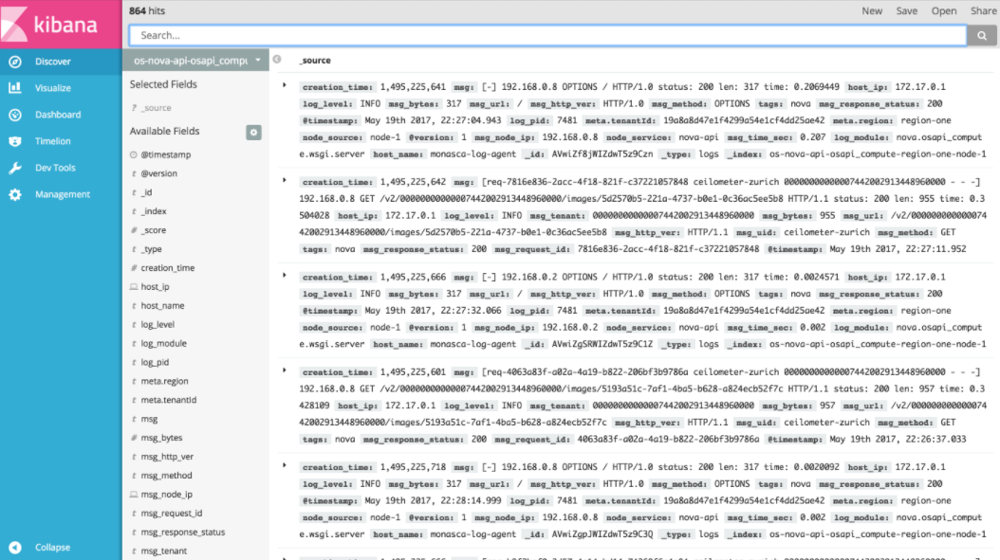 kibana
Discover
Visualize
Dashboard
Timelion
Dev Tools
Management
Collapse
864 hits
New Save Open Share
Search...
os-nova-api-osapi_compu
Selected Fields
? _source
Available Fields
@timestamp
t @version
t _id
t _index
# _score
t _type
# creation_time
host_ip
t host_name
t log_level
t log_module
t log_pid
t meta.region
t meta.tenantId
t msg
# msg_bytes
t msg_http_ver
t msg_method
msg_node_ip
t msg_request_id
t msg_response_status
t msg_tenant
_source
creation_time: 1,495,225,641 msg: [-] 192.168.0.8 OPTIONS / HTTP/1.0 status: 200 len: 317 time: 0.2069449 host_ip: 172.17.0.1
log_level: INFO msg_bytes: 317 msg_url: / msg_http_ver: HTTP/1.0 msg_method: OPTIONS tags: nova msg_response_status: 200
@timestamp: May 19th 2017, 22:27:04.943 log_pid: 7481 meta.tenantId: 19a8a8d47e1f4299a54e1cf4dd25ae42 meta.region: region-one
node_source: node-1 @version: 1 msg_node_ip: 192.168.0.8 node_service: nova-api msg_time_sec: 0.207 log_module: nova.osapi_comput
e.wsgi.server host_name: monasca-log-agent _id: AVwiZf8jWIZdwT5z9Czn _type: logs _index: os-nova-api-osapi_compute-region-one-node-1
creation_time: 1,495,225,642 msg: [req-7816e836-2acc-4f18-821f-c37221057848 ceilometer-zurich 00000000000007442002913448960000 - - -]
192.168.0.8 GET /v2/00000000000007442002913448960000/images/5d2570b5-221a-4737-b0e1-0c36ac5ee5b8 HTTP/1.1 status: 200 len: 955 time: 0.3
504028 host_ip: 172.17.0.1 log_level: INFO msg_tenant: 00000000000007442002913448960000 msg_bytes: 955 msg_url: /v2/000000000000074
42002913448960000/images/5d2570b5-221a-4737-b0e1-0c36ac5ee5b8 msg_http_ver: HTTP/1.1 msg_uid: ceilometer-zurich msg_method: GET
tags: nova msg_response_status: 200 msg_request_id: 7816e836-2acc-4f18-821f-c37221057848 @timestamp: May 19th 2017, 22:27:11.952
creation_time: 1,495,225,666 msg: [-] 192.168.0.2 OPTIONS / HTTP/1.0 status: 200 len: 317 time: 0.0024571 host_ip: 172.17.0.1
log_level: INFO msg_bytes: 317 msg_url: / msg_http_ver: HTTP/1.0 msg_method: OPTIONS tags: nova msg_response_status: 200
@timestamp: May 19th 2017, 22:27:32.066 log_pid: 7481 meta.tenantId: 19a8a8d47e1f4299a54e1cf4dd25ae42 meta.region: region-one
node_source: node-1 @version: 1 msg_node_ip: 192.168.0.2 node_service: nova-api msg_time_sec: 0.002 log_module: nova.osapi_comput
e.wsgi.server host_name: monasca-log-agent _id: AVwiZgSRWIZdwT5z9C1Z _type: logs _index: os-nova-api-osapi_compute-region-one-node-1
creation_time: 1,495,225,601 msg: [req-4063a83f-a02a-4a19-b822-206bf3b9786a ceilometer-zurich 00000000000007442002913448960000 - - -]
192.168.0.8 GET /v2/00000000000007442002913448960000/images/5193a51c-7af1-4ba5-b628-a824ecb52f7c HTTP/1.1 status: 200 len: 957 time: 0.3
428109 host_ip: 172.17.0.1 log_level: INFO msg_tenant: 00000000000007442002913448960000 msg_bytes: 957 msg_url: /v2/000000000000074
42002913448960000/images/5193a51c-7af1-4ba5-b628-a824ecb52f7c msg_http_ver: HTTP/1.1 msg_uid: ceilometer-zurich msg_method: GET
tags: nova msg_response_status: 200 msg_request_id: 4063a83f-a02a-4a19-b822-206bf3b9786a @timestamp: May 19th 2017, 22:26:37.033
creation_time: 1,495,225,718 msg: [-] 192.168.0.8 OPTIONS / HTTP/1.0 status: 200 len: 317 time: 0.0020092 host_ip: 172.17.0.1
log_level: INFO msg_bytes: 317 msg_url: / msg_http_ver: HTTP/1.0 msg_method: OPTIONS tags: nova msg_response_status: 200
@timestamp: May 19th 2017, 22:28:14.999 log_pid: 7481 meta.tenantId: 19a8a8d47e1f4299a54e1cf4dd25ae42 meta.region: region-one
node_source: node-1 @version: 1 msg_node_ip: 192.168.0.8 node_service: nova-api msg_time_sec: 0.002 log_module: nova.osapi_comput
e.wsgi.server host_name: monasca-log-agent _id: AVwiZgpJWIZdwT5z9C3Q _type: logs _index: os-nova-api-osapi_compute-region-one-node-1